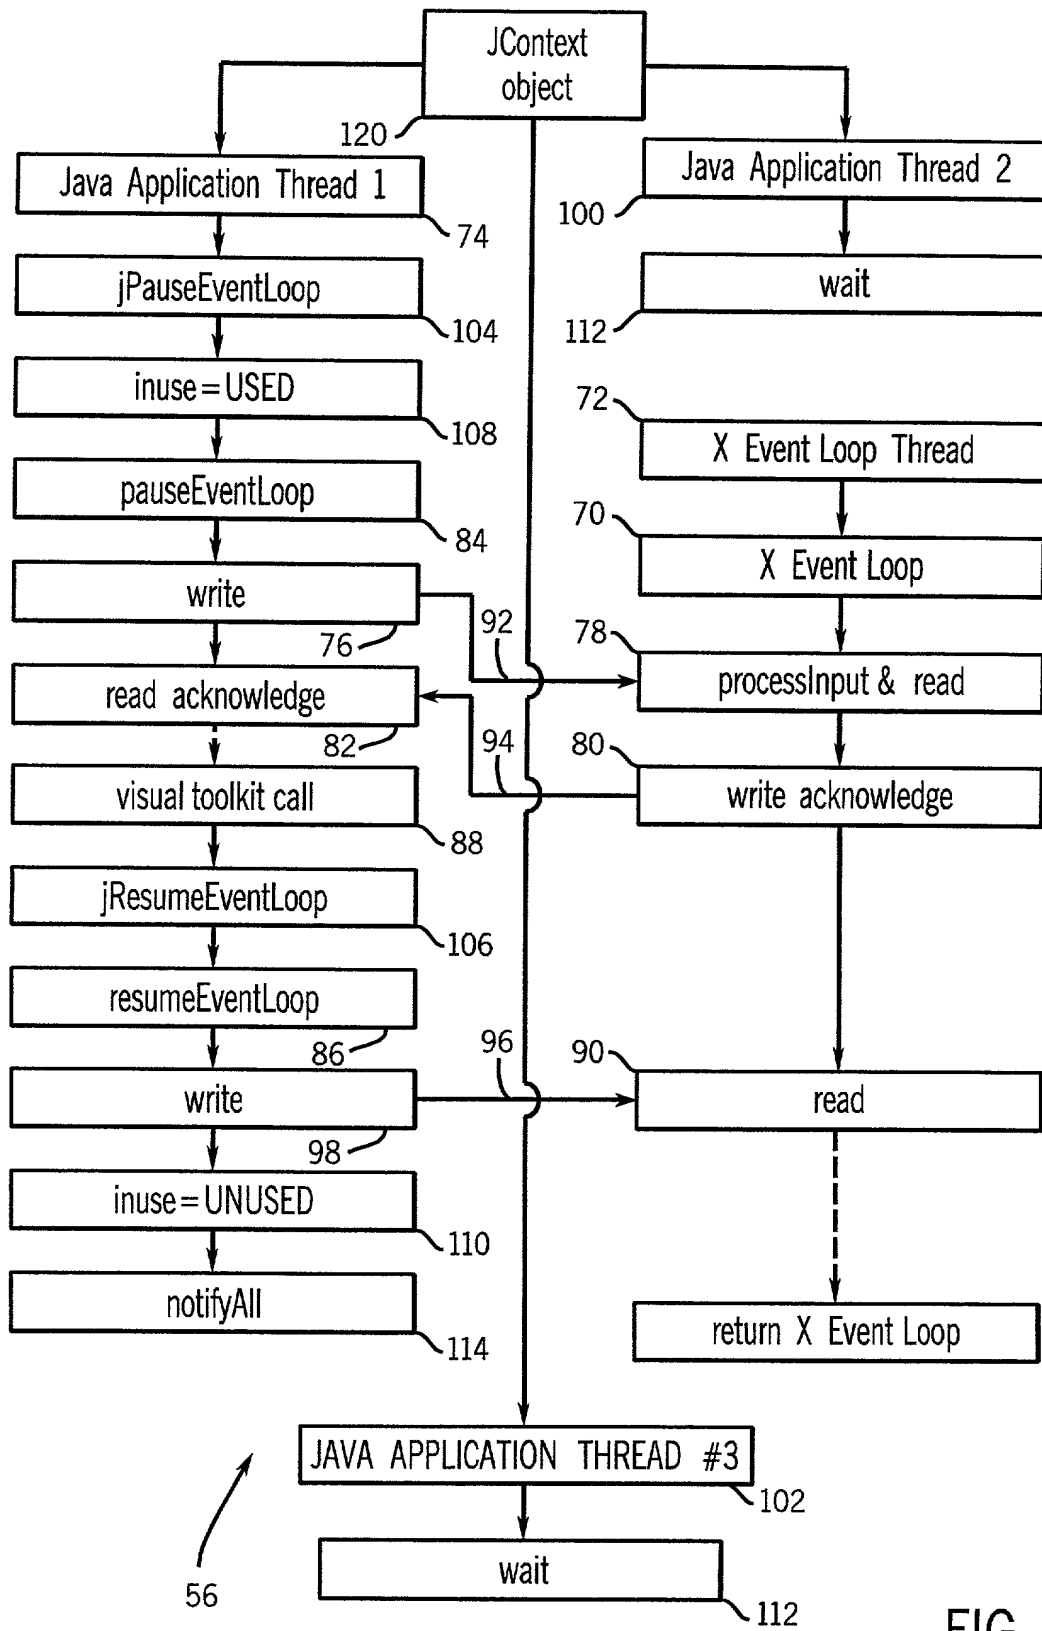 JContext
object
120
Java Application Thread 1
74
Java Application Thread 2
100
jPauseEventLoop
104
wait
112
inuse=USED
108
72
X Event Loop Thread
pauseEventLoop
84
70
X Event Loop
write
76
92
78
processInput & read
read acknowledge
82
94
80
write acknowledge
visual toolkit call
88
jResumeEventLoop
106
resumeEventLoop
86
96
90
read
write
98
inuse=UNUSED
110
notifyAll
114
return X Event Loop
JAVA APPLICATION THREAD #3
102
wait
112
56
FIG